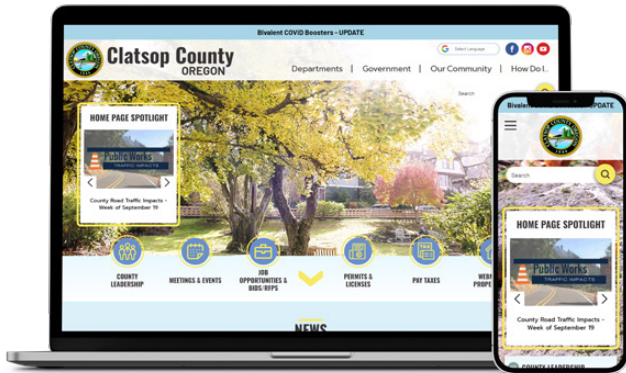 Bivalent COVID Boosters - UPDATE
Clatsop County
OREGON
Select Language
Departments | Government | Our Community | How Do I...
Search
HOME PAGE SPOTLIGHT
Public Works
TRAFFIC IMPACTS
County Road Traffic Impacts -
Week of September 19
COUNTY
LEADERSHIP
MEETINGS & EVENTS
JOB
OPPORTUNITIES &
BIDS/RFPS
PERMITS &
LICENSES
TAX
PAY TAXES
NEWS
UPDATE
Search
HOME PAGE SPOTLIGHT
Public Works
TRAFFIC IMPACTS
County Road Traffic Impacts -
Week of September 19
COUNTY LEADERSHIP